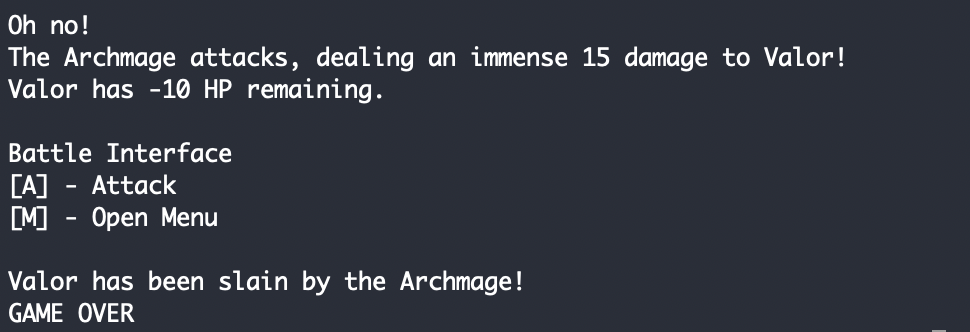 Oh no!
The Archmage attacks, dealing an immense 15 damage to Valor!
Valor has -10 HP remaining.
Battle Interface
[A] - Attack
[M] - Open Menu
Valor has been slain by the Archmage!
GAME OVER